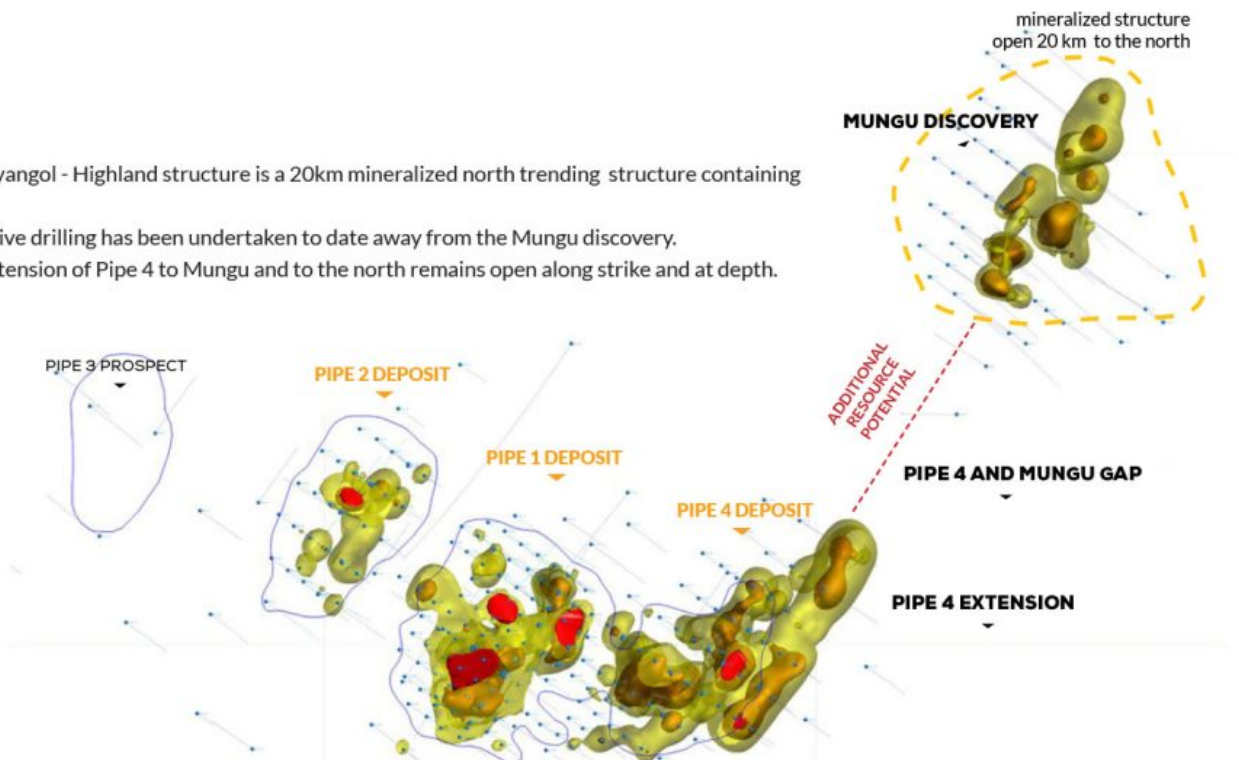 mineralized structure
open 20 km to the north
MUNGU DISCOVERY
yangol - Highland structure is a 20km mineralized north trending structure containing
ive drilling has been undertaken to date away from the Mungu discovery.
tension of Pipe 4 to Mungu and to the north remains open along strike and at depth.
PIPE 3 PROSPECT
PIPE 2 DEPOSIT
ADDITIONAL
RESOURCE
POTENTIAL
PIPE 1 DEPOSIT
PIPE 4 AND MUNGU GAP
PIPE 4 DEPOSIT
PIPE 4 EXTENSION